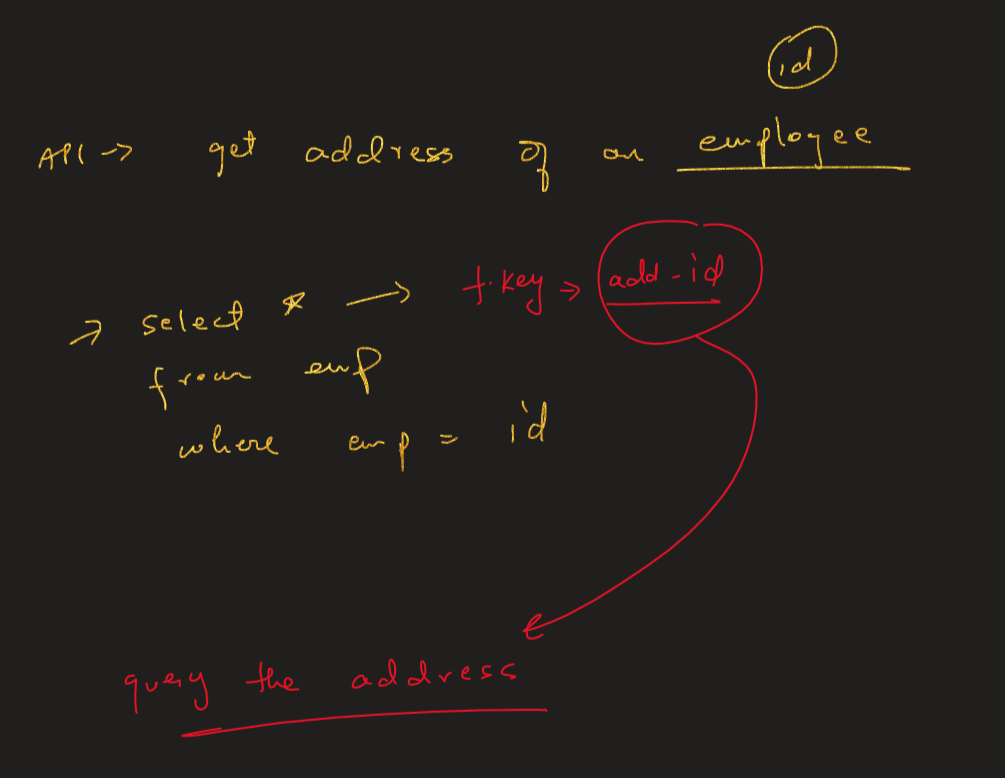 id
API -> get address of an employee
-> select * -> f.key -> add-id
from emp
where emp = id
query the address